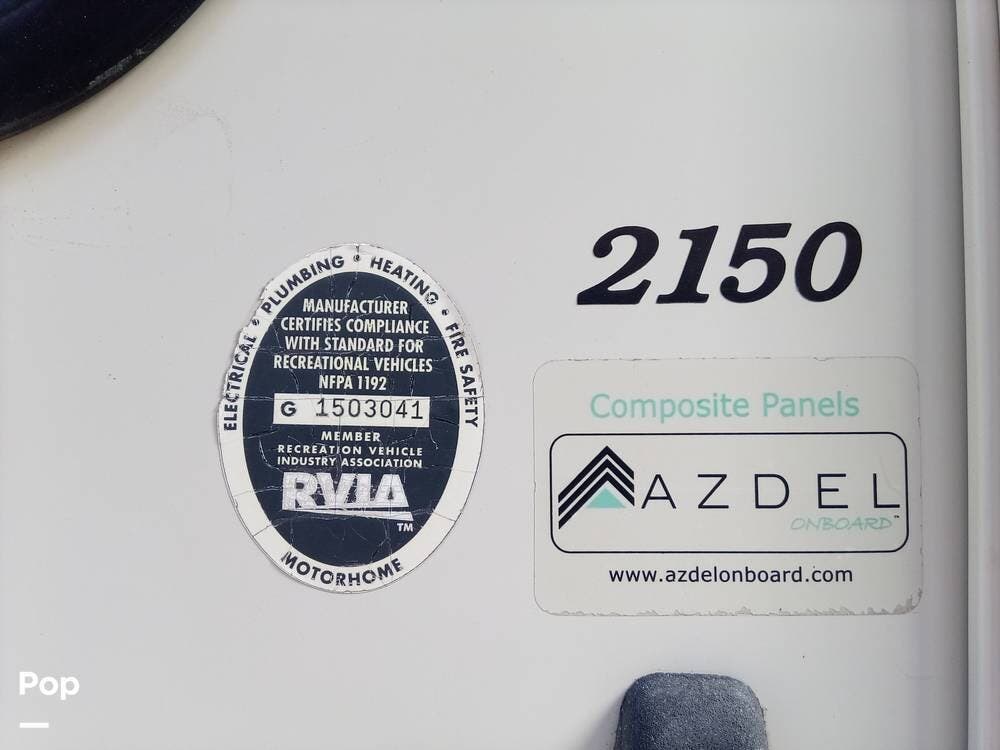 ELECTRICAL • PLUMBING • HEATING • FIRE SAFETY
MANUFACTURER
CERTIFIES COMPLIANCE
WITH STANDARD FOR
RECREATIONAL VEHICLES
NFPA 1192
G 1503041
MEMBER
RECREATION VEHICLE
INDUSTRY ASSOCIATION
RVIA
TM
MOTORHOME
2150
Composite Panels
AZDEL
ONBOARD™
www.azdelonboard.com
Pop